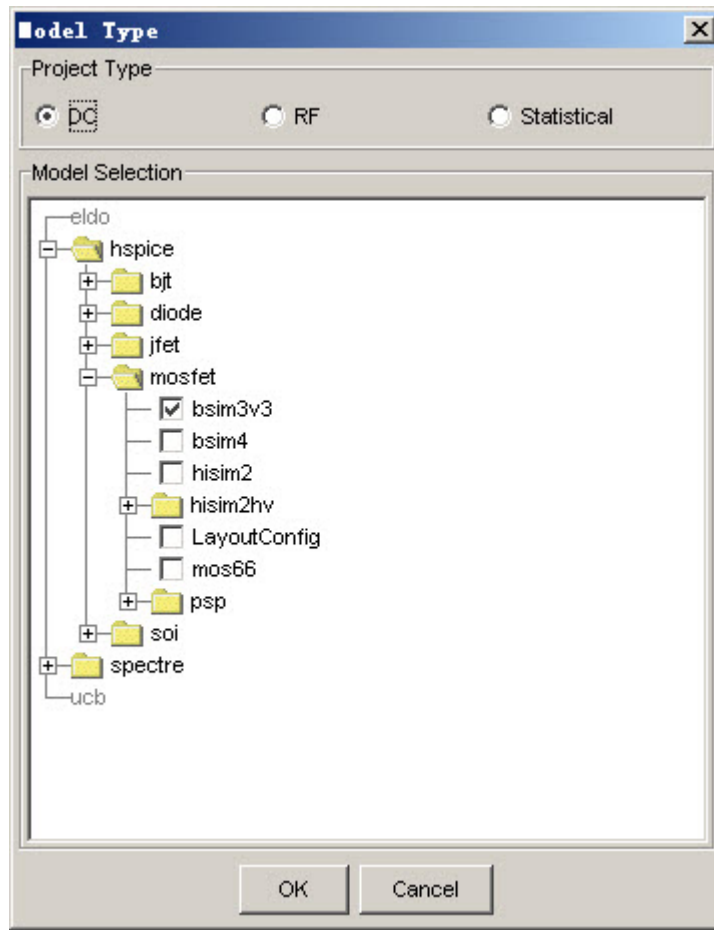 Model Type
Project Type
DC RF Statistical
Model Selection
eldo
hspice
bjt
diode
jfet
mosfet
bsim3v3
bsim4
hisim2
hisim2hv
LayoutConfig
mos66
psp
soi
spectre
ucb
OK Cancel